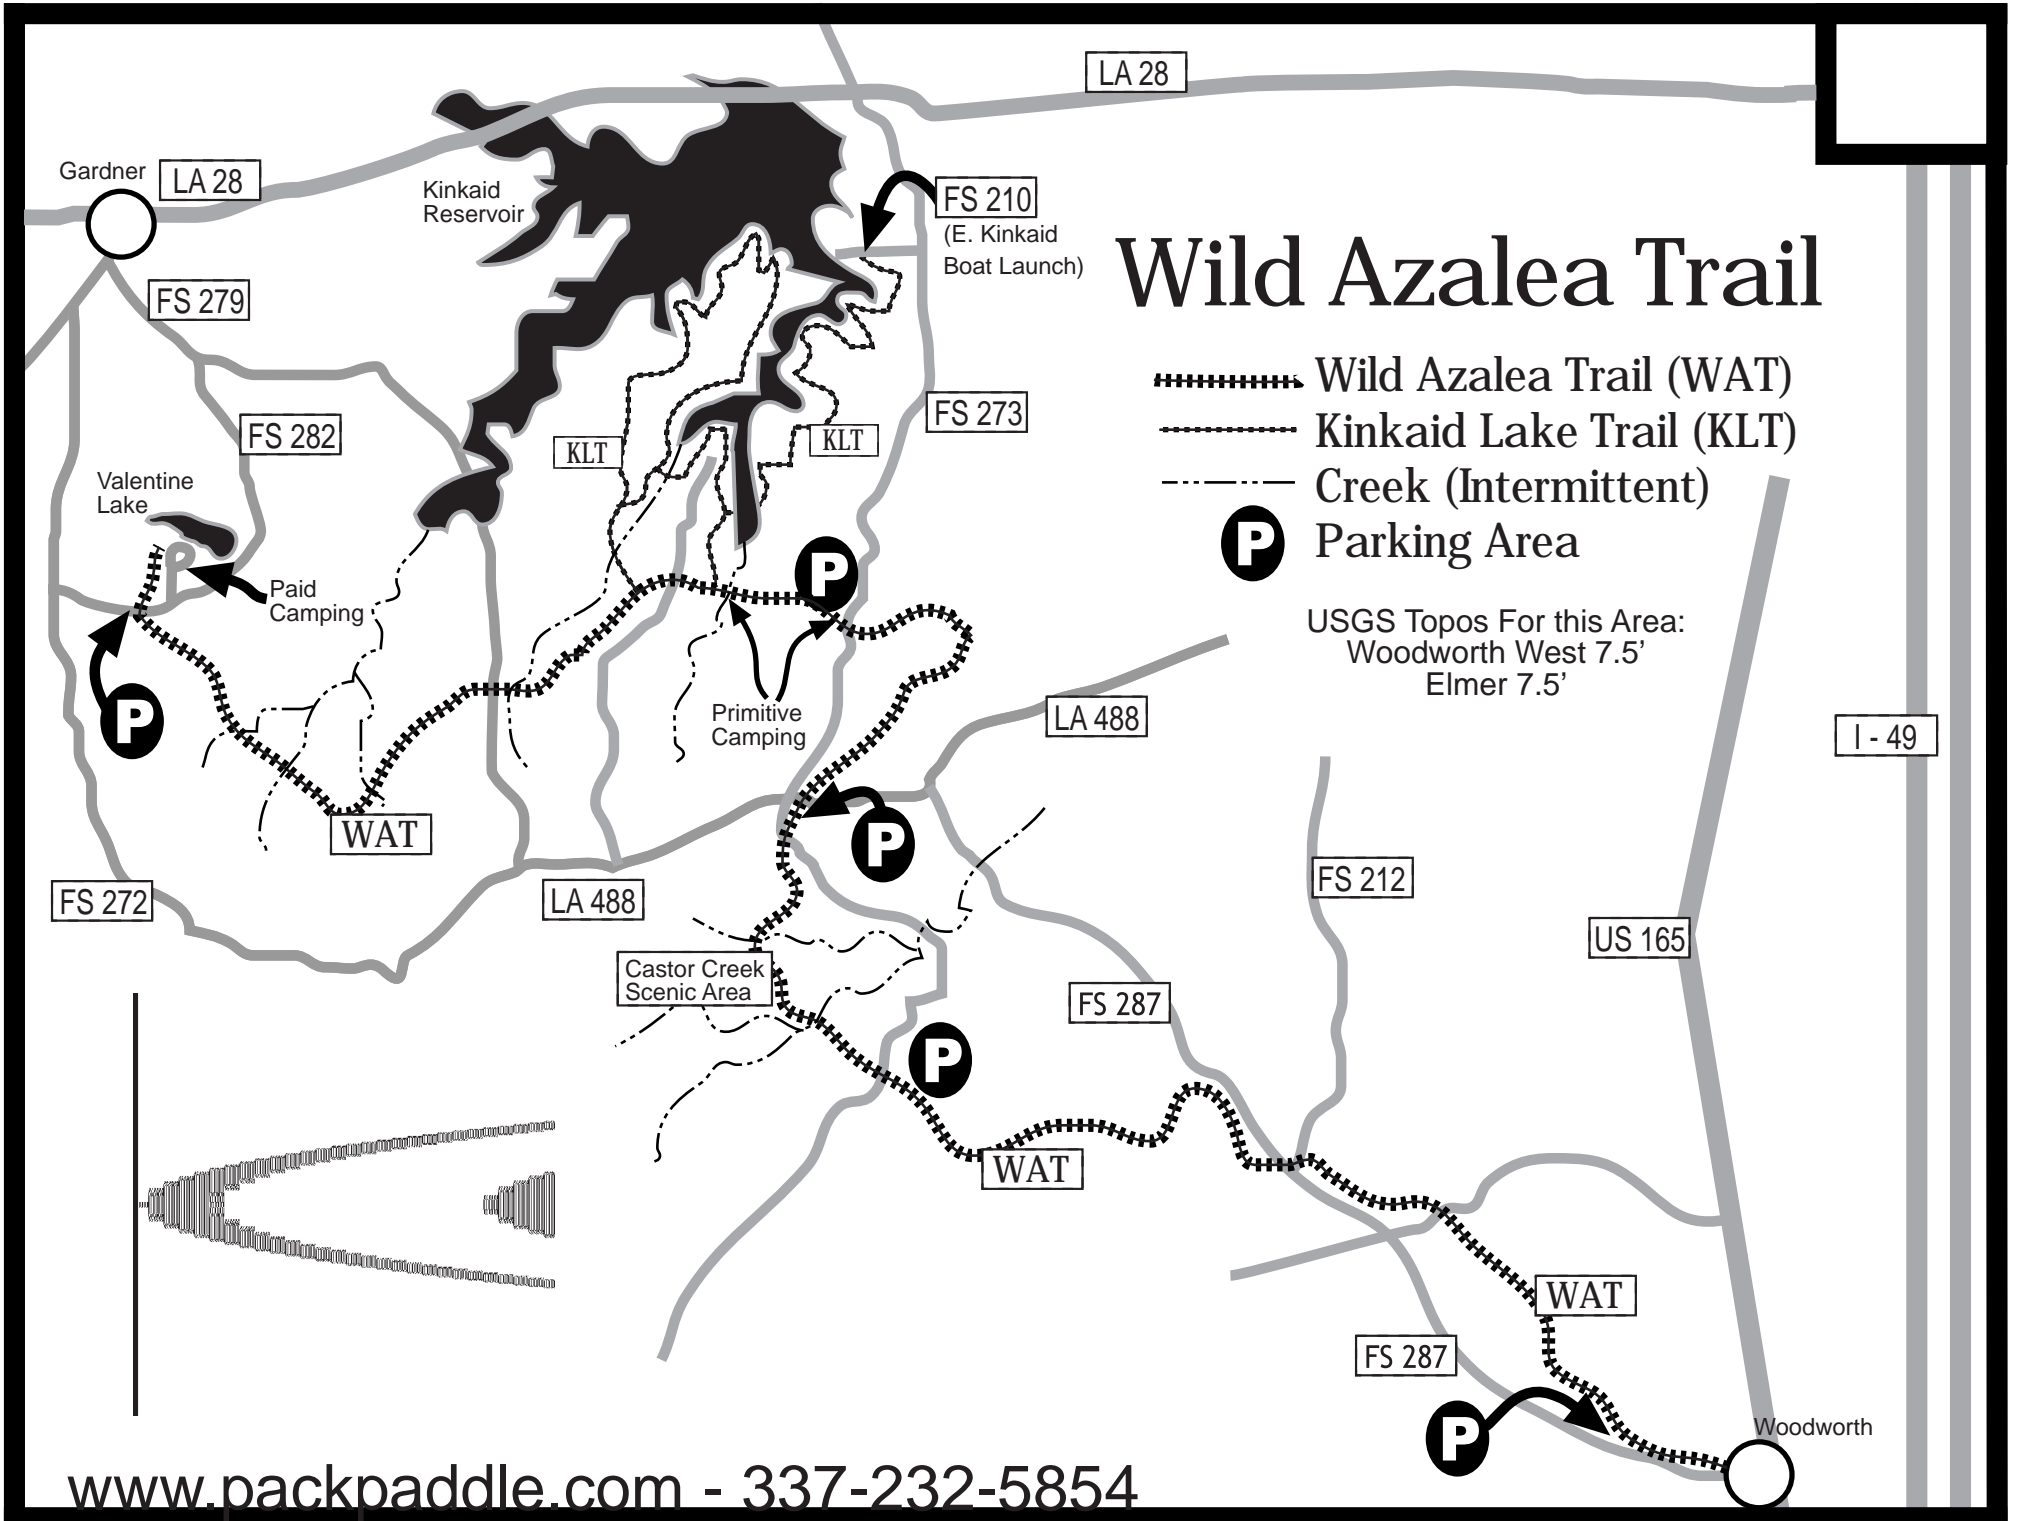 LA 28
Gardner
LA 28
Kinkaid
Reservoir
FS 210
(E. Kinkaid
Boat Launch)
Wild Azalea Trail
FS 279
Wild Azalea Trail (WAT)
Kinkaid Lake Trail (KLT)
Creek (Intermittent)
P Parking Area
FS 282
FS 273
KLT
KLT
Valentine
Lake
P
Paid
Camping
USGS Topos For this Area:
Woodworth West 7.5’
Elmer 7.5’
P
Primitive
Camping
LA 488
I - 49
WAT
P
FS 272
LA 488
FS 212
US 165
Castor Creek
Scenic Area
FS 287
P
WAT
WAT
FS 287
P
Woodworth
www.packpaddle.com - 337-232-5854